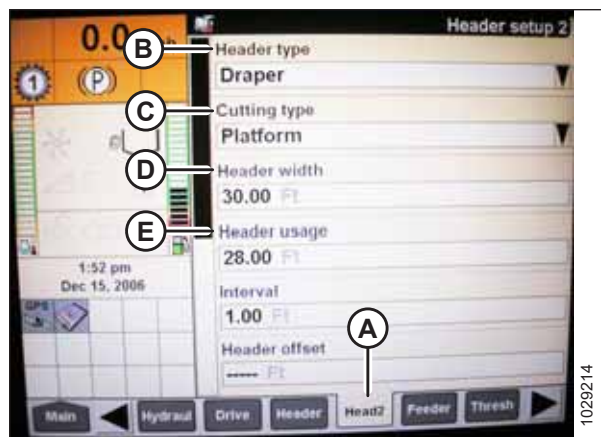 0.0
Header setup 2
B
Header type
Draper
1
P
C
Cutting type
Platform
D
Header width
30.00 Ft
E
Header usage
28.00 Ft
1:52 pm
Dec 15, 2006
Interval
1.00 Ft
GPS
A
Header offset
----- Ft
Main
Hydraul
Drive
Header
Head2
Feeder
Thresh
1029214